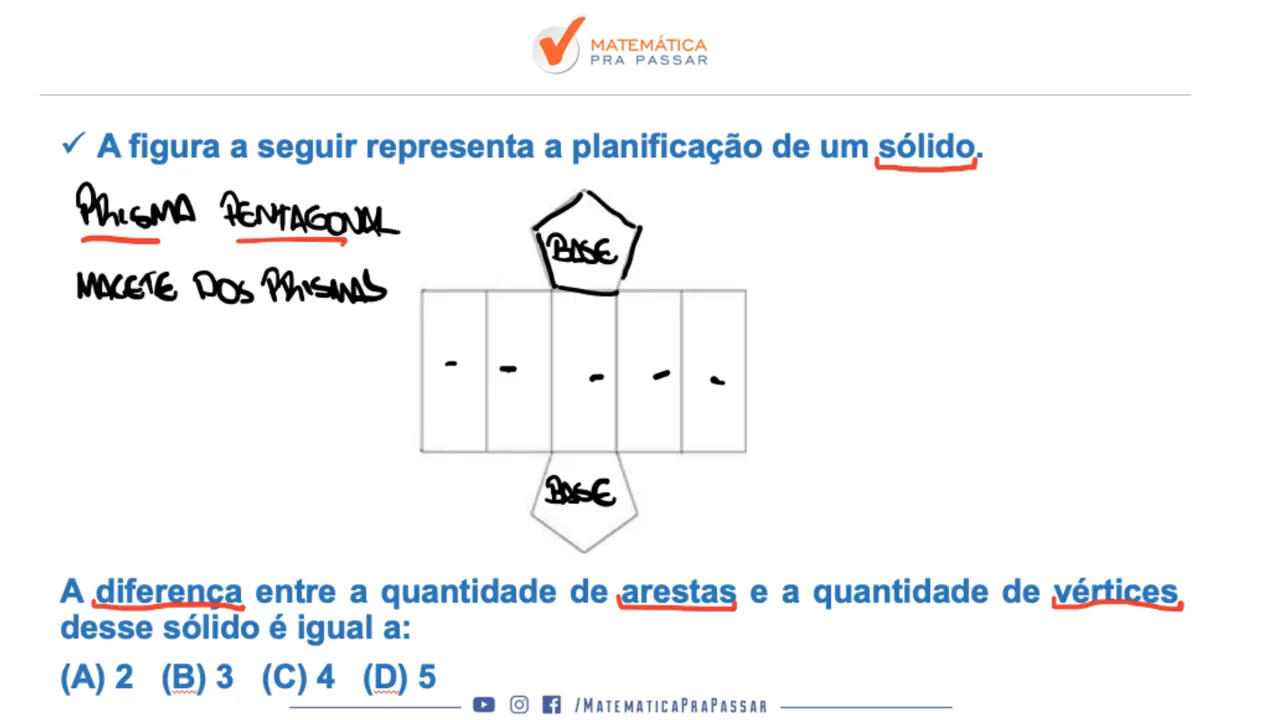 MATEMÁTICA
PRA PASSAR
✓ A figura a seguir representa a planificação de um sólido.
PRISMA PENTAGONAL
MACETE DOS PRISMAS
BASE
BASE
A diferença entre a quantidade de arestas e a quantidade de vértices
desse sólido é igual a:
(A) 2 (B) 3 (C) 4 (D) 5
/MATEMATICAPRAPASSAR